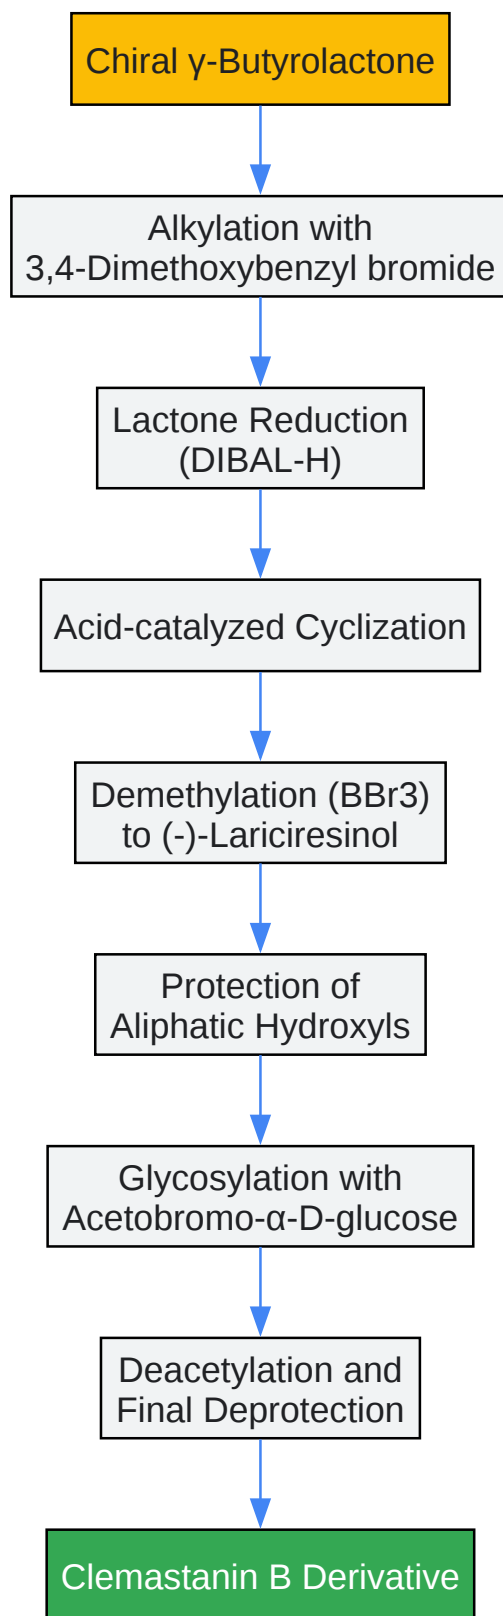 Chiral γ-Butyrolactone
Alkylation with
3,4-Dimethoxybenzyl bromide
Lactone Reduction
(DIBAL-H)
Acid-catalyzed Cyclization
Demethylation (BBr3)
to (-)-Lariciresinol
Protection of
Aliphatic Hydroxyls
Glycosylation with
Acetobromo-α-D-glucose
Deacetylation and
Final Deprotection
Clemastanin B Derivative